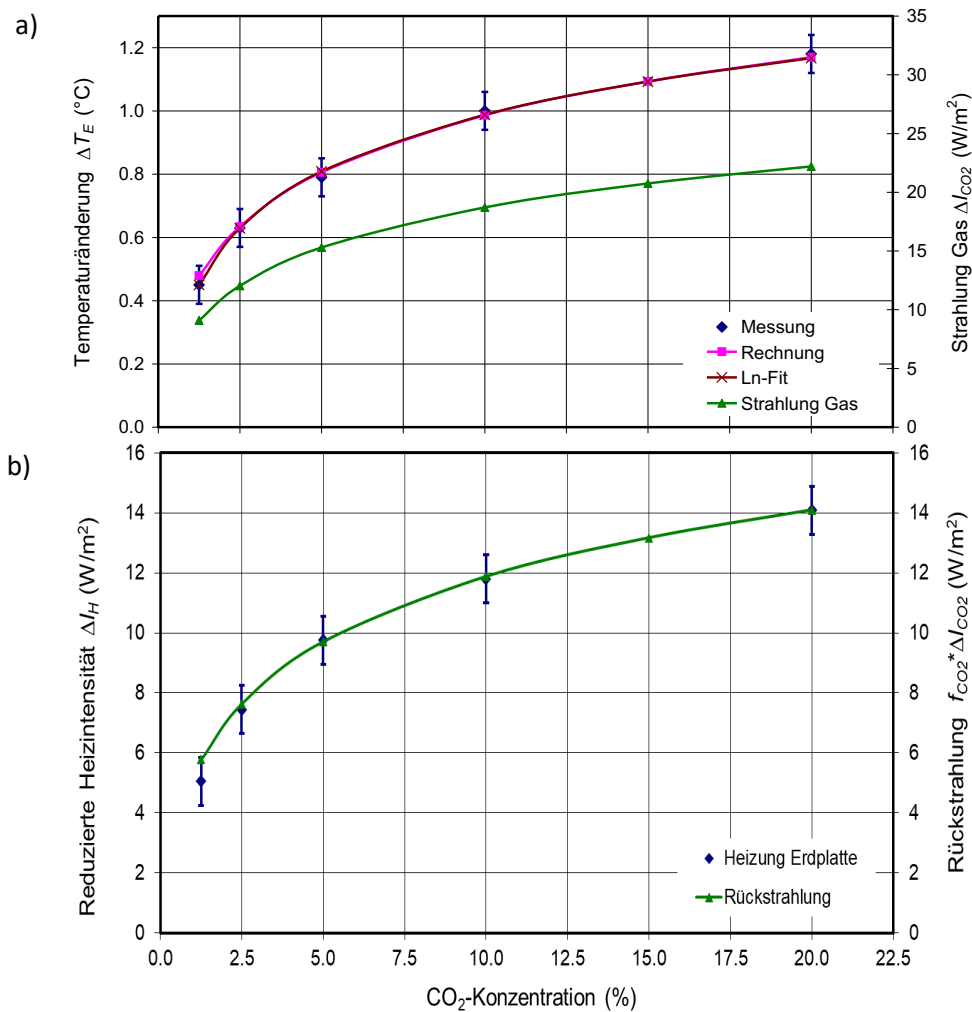 a)
Temperaturänderung ΔT_E (°C)
1.2
1.0
0.8
0.6
0.4
0.2
0.0
35
30
25
20
15
10
5
0
Strahlung Gas ΔI_CO2 (W/m²)
Messung
Rechnung
Ln-Fit
Strahlung Gas
b)
Reduzierte Heizintensität ΔI_H (W/m²)
16
14
12
10
8
6
4
2
0
16
14
12
10
8
6
4
2
0
Rückstrahlung f_CO2*ΔI_CO2 (W/m²)
Heizung Erdplatte
Rückstrahlung
0.0 2.5 5.0 7.5 10.0 12.5 15.0 17.5 20.0 22.5
CO₂-Konzentration (%)